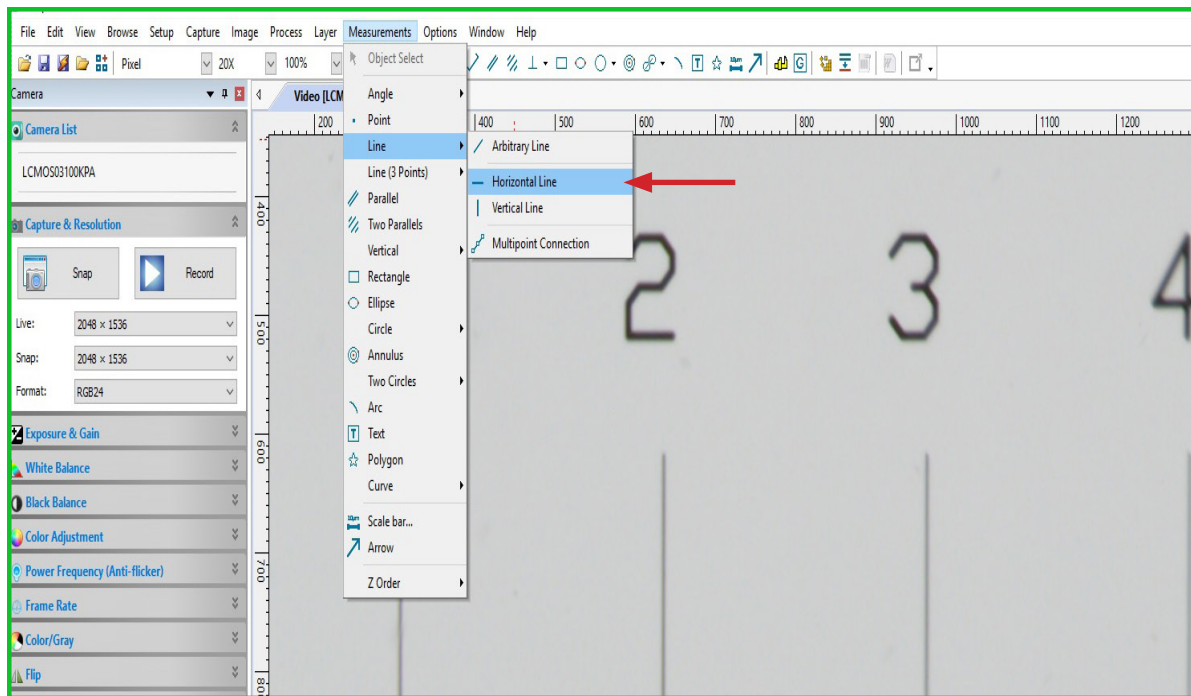 File Edit View Browse Setup Capture Image Process Layer Measurements Options Window Help
Pixel 20X 100%
Camera
Video [LCM
Camera List
LCMOS03100KPA
Capture & Resolution
Snap Record
Live: 2048 × 1536
Snap: 2048 × 1536
Format: RGB24
Exposure & Gain
White Balance
Black Balance
Color Adjustment
Power Frequency (Anti-flicker)
Frame Rate
Color/Gray
Flip
Object Select
Angle
Point
Line
Line (3 Points)
Parallel
Two Parallels
Vertical
Rectangle
Ellipse
Circle
Annulus
Two Circles
Arc
Text
Polygon
Curve
Scale bar...
Arrow
Z Order
Arbitrary Line
Horizontal Line
Vertical Line
Multipoint Connection
200 400 500 600 700 800 900 1000 1100 1200
400
500
600
700
800
2 3 4